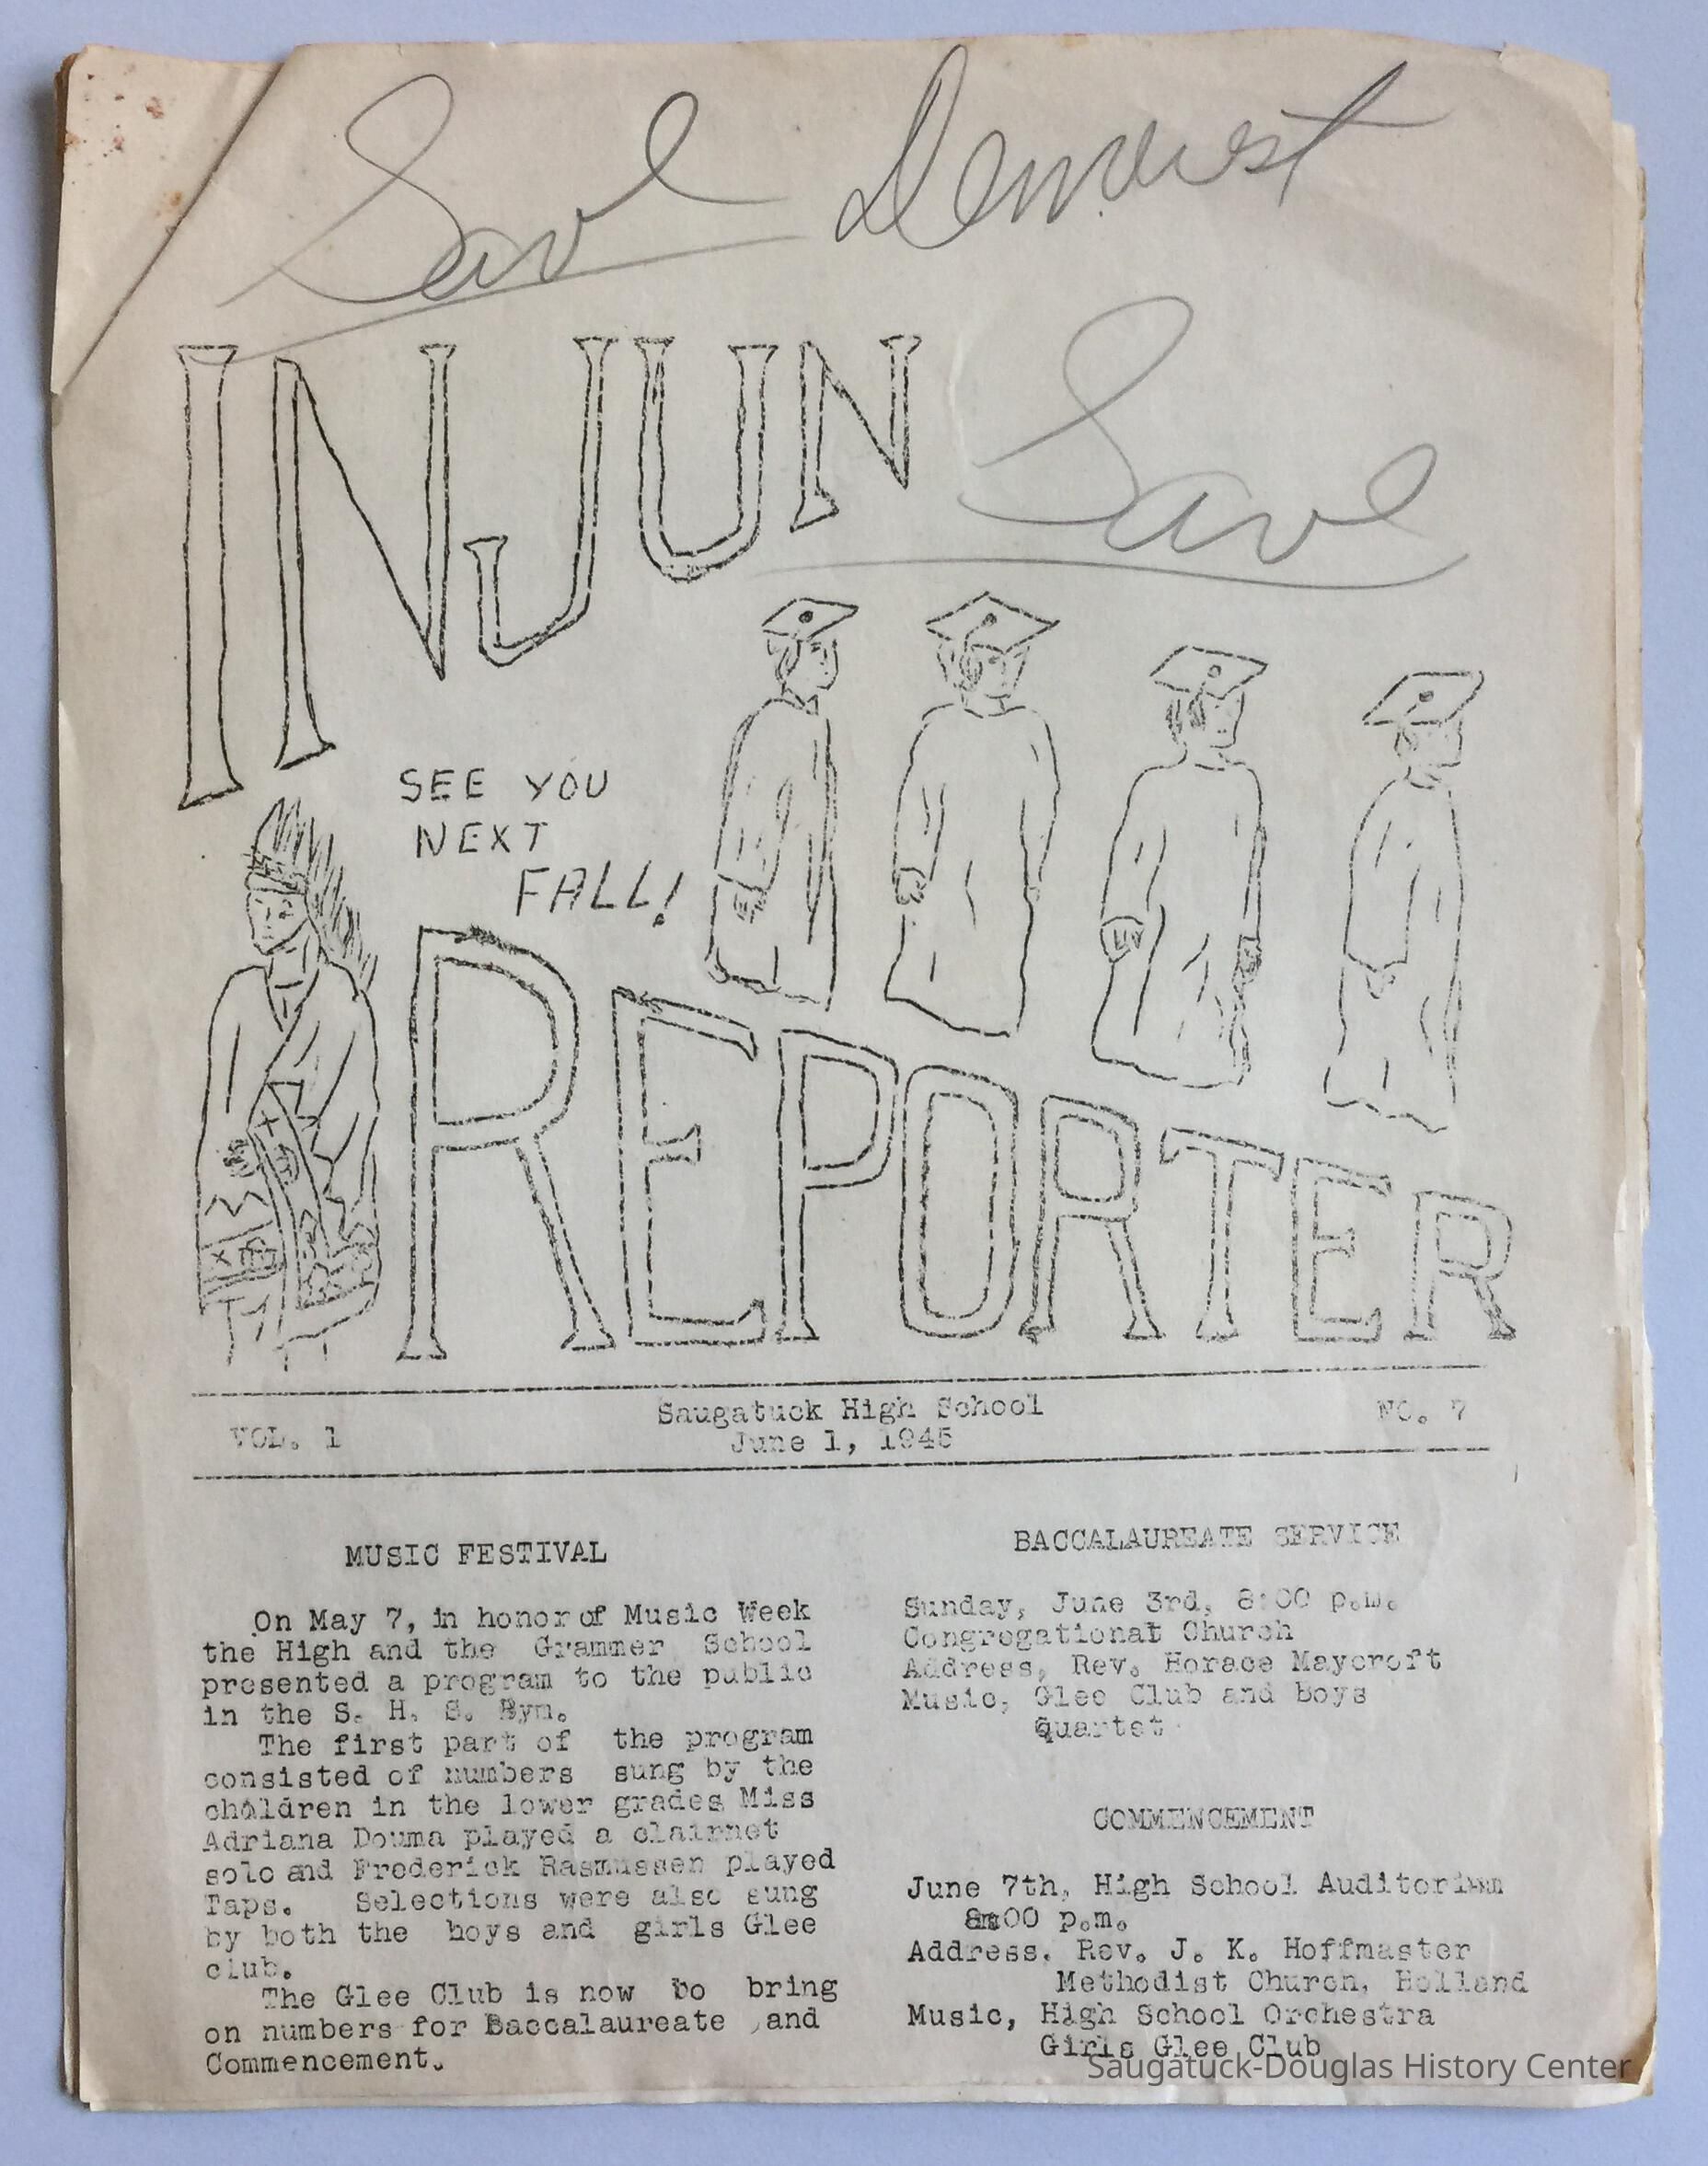 Save Demerest
INJUN
Save
SEE YOU
NEXT
FALL!
REPORTER
Saugatuck High School
VOL. 1 NO. 7
June 1, 1945
MUSIC FESTIVAL
On May 7, in honor of Music Week
the High and the Grammer School
presented a program to the public
in the S. H. S. Gym.
The first part of the program
consisted of numbers sung by the
children in the lower grades Miss
Adriana Douma played a clairnet
solo and Frederick Rasmussen played
Taps. Selections were also sung
by both the boys and girls Glee
club.
The Glee Club is now to bring
on numbers for Baccalaureate ,and
Commencement.
BACCALAUREATE SERVICE
Sunday, June 3rd, 8:00 p.m.
Congregational Church
Address, Rev. Horace Maycroft
Music, Glee Club and Boys
Quartet
COMMENCEMENT
June 7th, High School Auditorium
8:00 p.m.
Address. Rev. J. K. Hoffmaster
Methodist Church, Holland
Music, High School Orchestra
Girls Glee Club
Saugatuck-Douglas History Center